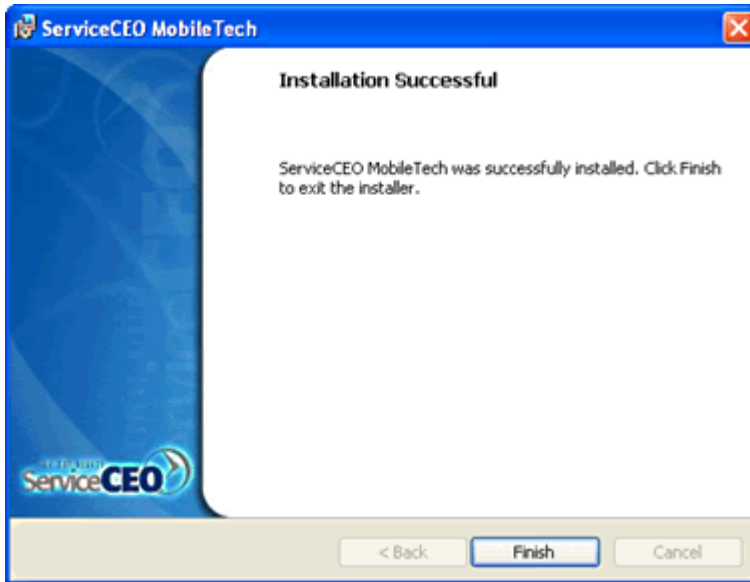 ServiceCEO MobileTech
Installation Successful
ServiceCEO MobileTech was successfully installed. Click Finish
to exit the installer.
ServiceCEO
< Back
Finish
Cancel